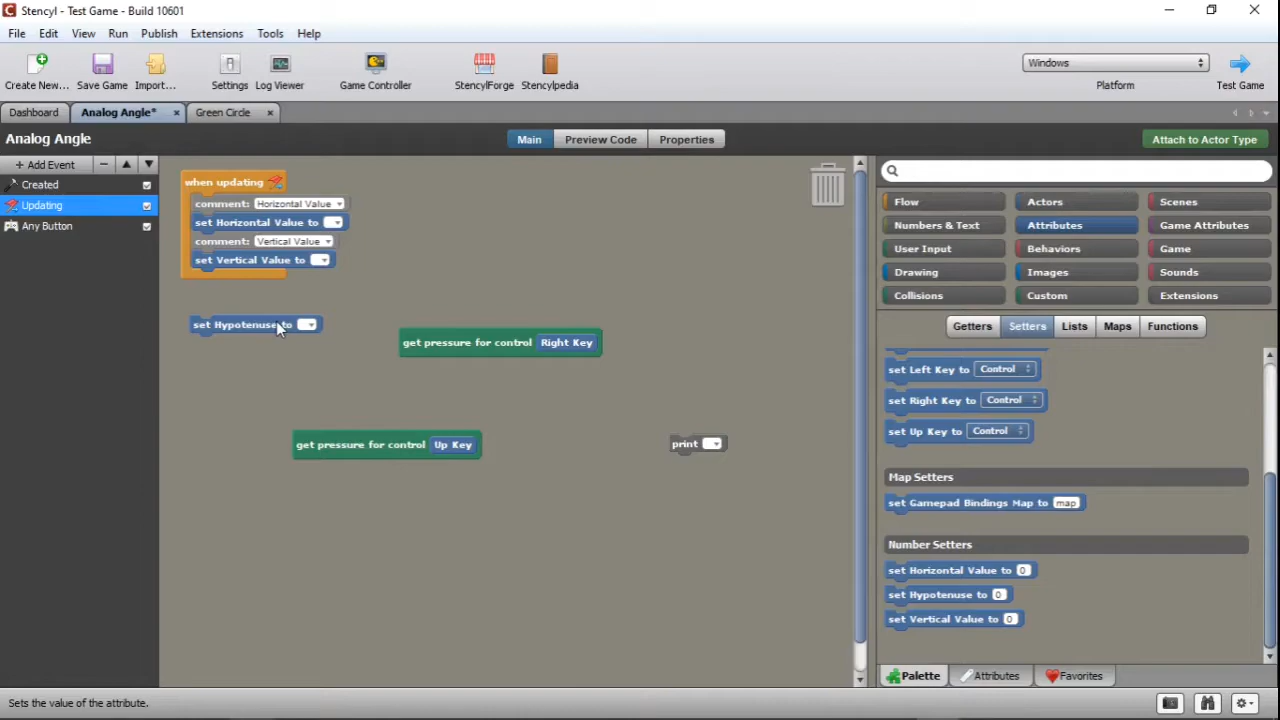 Stencyl - Test Game - Build 10601
File Edit View Run Publish Extensions Tools Help
Create New... Save Game Import... Settings Log Viewer Game Controller StencylForge Stencylpedia Windows Platform Test Game
Dashboard Analog Angle* Green Circle
Analog Angle Main Preview Code Properties Attach to Actor Type
+ Add Event
Created
Updating
Any Button
when updating
comment: Horizontal Value
set Horizontal Value to
comment: Vertical Value
set Vertical Value to
set Hypotenuse to
get pressure for control Right Key
get pressure for control Up Key
print
Flow Actors Scenes
Numbers & Text Attributes Game Attributes
User Input Behaviors Game
Drawing Images Sounds
Collisions Custom Extensions
Getters Setters Lists Maps Functions
set Left Key to Control
set Right Key to Control
set Up Key to Control
Map Setters
set Gamepad Bindings Map to map
Number Setters
set Horizontal Value to 0
set Hypotenuse to 0
set Vertical Value to 0
Palette Attributes Favorites
Sets the value of the attribute.